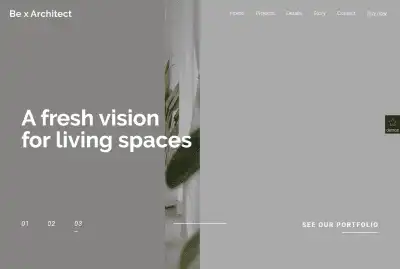 Be x Architect
Home Projects Details Story Contact Buy now
A fresh vision
for living spaces
01 02 03
SEE OUR PORTFOLIO